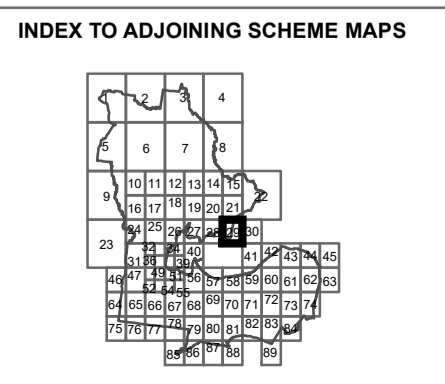 INDEX TO ADJOINING SCHEME MAPS
1 2 3 4
5 6 7 8
9 10 11 12 13 14 15
22
16 17 18 19 20 21
23 24 25 26 27 28 29 30
32 34 40 41 42 43 44 45
31 36 39
46 47 49 51 56 57 58 59 60 61 62 63
52 54 55
64 65 66 67 68 69 70 71 72 73 74
75 76 77 78 79 80 81 82 83 84
85 86 87 88 89